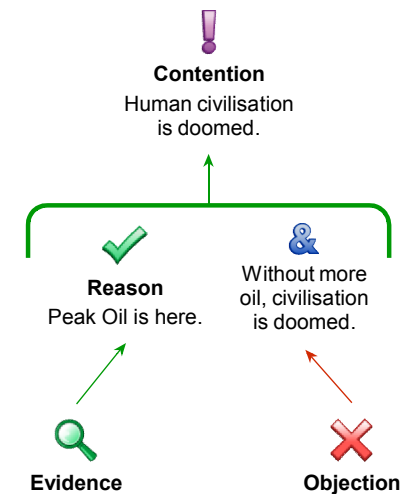 Contention
Human civilisation
is doomed.
&
Reason
Peak Oil is here.
Without more
oil, civilisation
is doomed.
Evidence
Objection